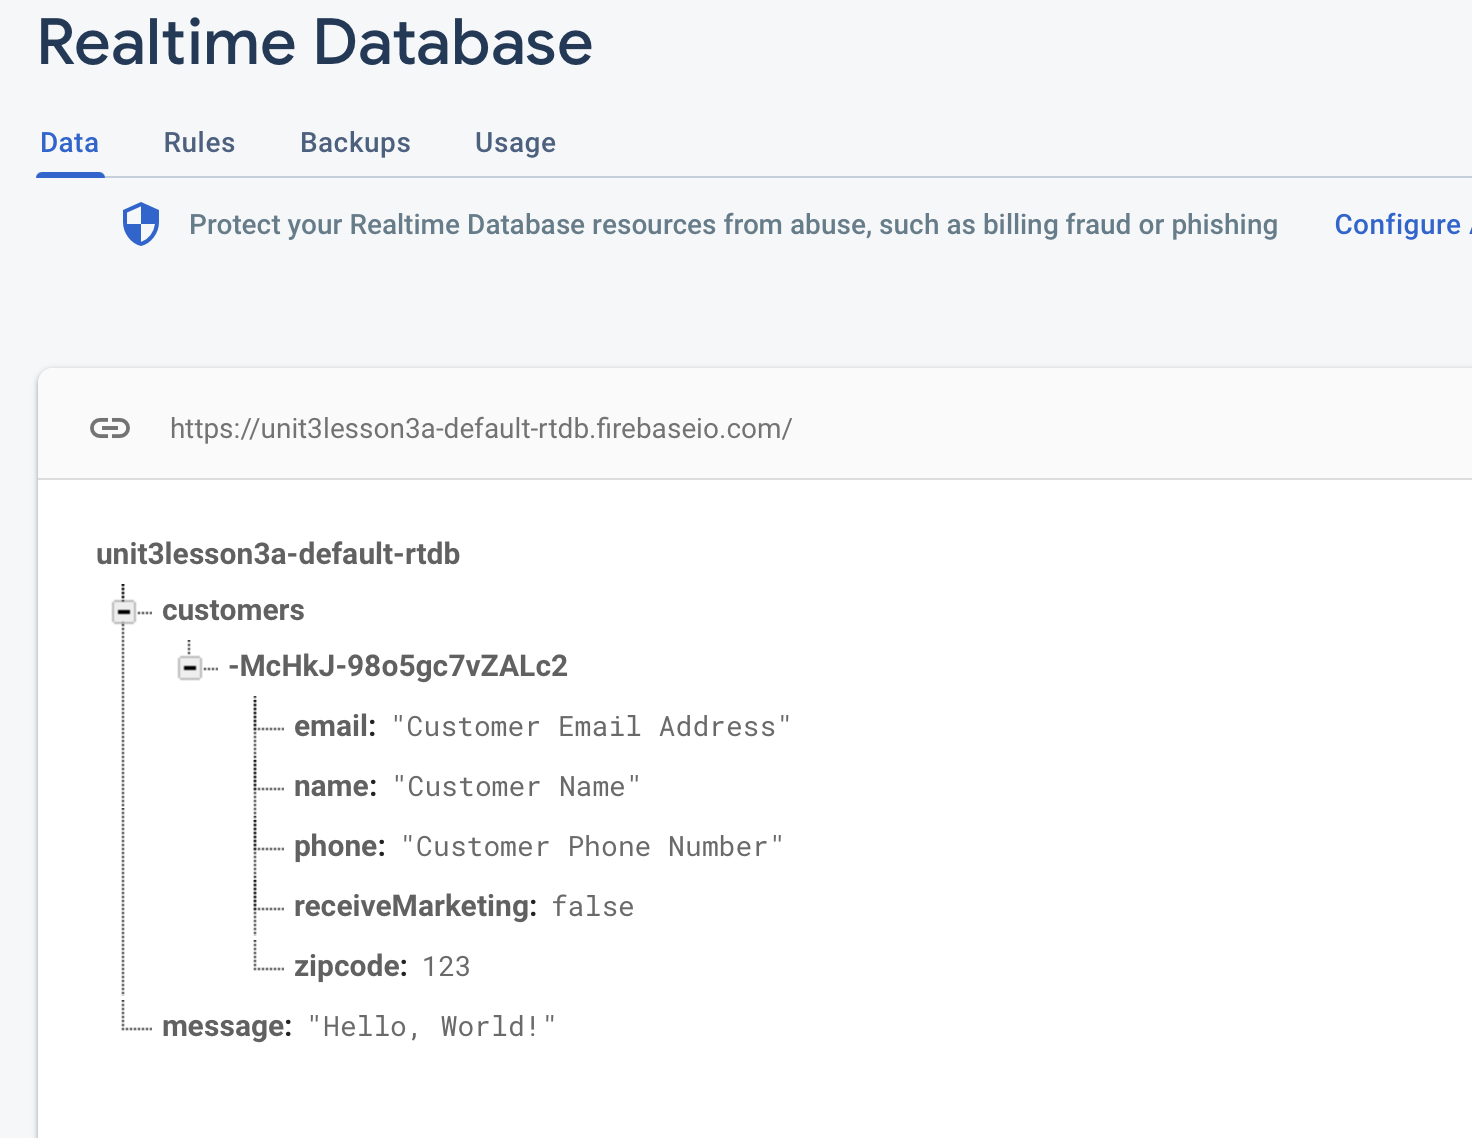 Realtime Database
Data Rules Backups Usage
Protect your Realtime Database resources from abuse, such as billing fraud or phishing Configure
https://unit3lesson3a-default-rtdb.firebaseio.com/
unit3lesson3a-default-rtdb
customers
-McHkJ-98o5gc7vZALc2
email: "Customer Email Address"
name: "Customer Name"
phone: "Customer Phone Number"
receiveMarketing: false
zipcode: 123
message: "Hello, World!"